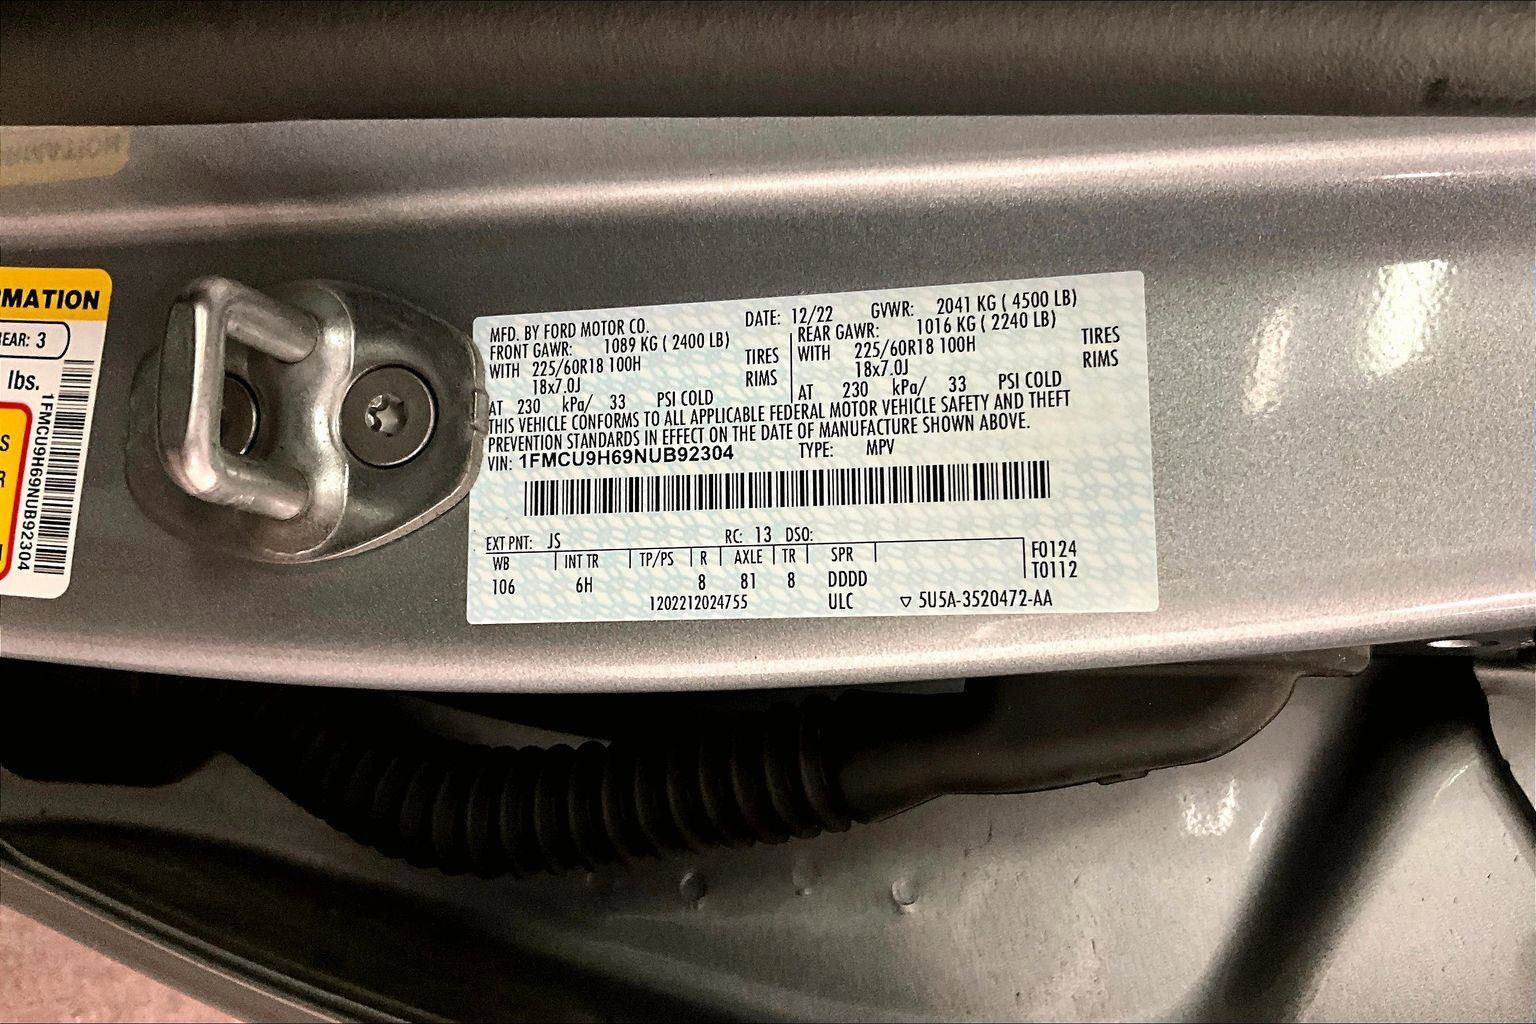 RMATION
REAR: 3
lbs.
1FMCU9H69NUB92304
MFD. BY FORD MOTOR CO.
DATE: 12/22
GVWR: 2041 KG ( 4500 LB)
FRONT GAWR: 1089 KG ( 2400 LB)
REAR GAWR: 1016 KG ( 2240 LB)
WITH 225/60R18 100H TIRES
WITH 225/60R18 100H TIRES
18x7.0J RIMS
18x7.0J RIMS
AT 230 kPa/ 33 PSI COLD
AT 230 kPa/ 33 PSI COLD
THIS VEHICLE CONFORMS TO ALL APPLICABLE FEDERAL MOTOR VEHICLE SAFETY AND THEFT
PREVENTION STANDARDS IN EFFECT ON THE DATE OF MANUFACTURE SHOWN ABOVE.
VIN: 1FMCU9H69NUB92304 TYPE: MPV
EXT PNT: JS RC: 13 DSO:
WB INT TR TP/PS R AXLE TR SPR
106 6H 8 81 8 DDDD
F0124
T0112
1202212024755 ULC ▽ 5U5A-3520472-AA